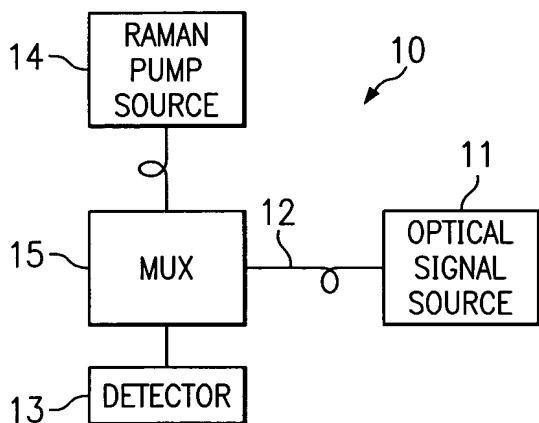 RAMAN
PUMP
SOURCE
14
10
11
12
OPTICAL
SIGNAL
SOURCE
15
MUX
DETECTOR
13